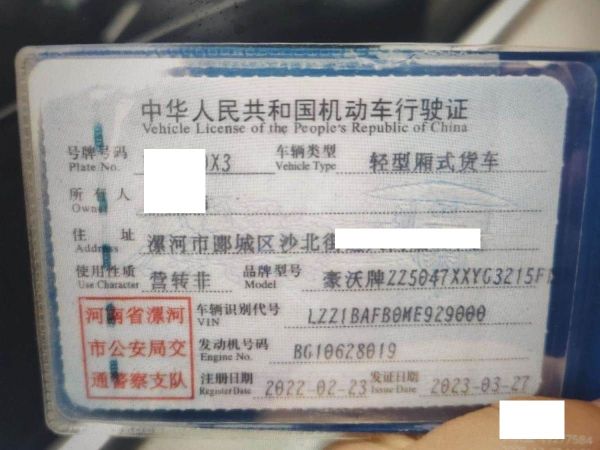 中华人民共和国机动车行驶证
Vehicle License of the People's Republic of China
号牌号码 X3 车辆类型 轻型厢式货车
Plate No. Vehicle Type
所有人
Owner
住址 漯河市郾城区沙北街
Address
使用性质 营转非 品牌型号 豪沃牌ZZ5047XXYG3215F1
Use Character Model
河南省漯河
市公安局交
通警察支队
车辆识别代号 LZZ1BAFB0ME929000
VIN
发动机号码 BG10628019
Engine No.
注册日期 2022-02-23 发证日期 2023-03-27
Register Date Issue Date